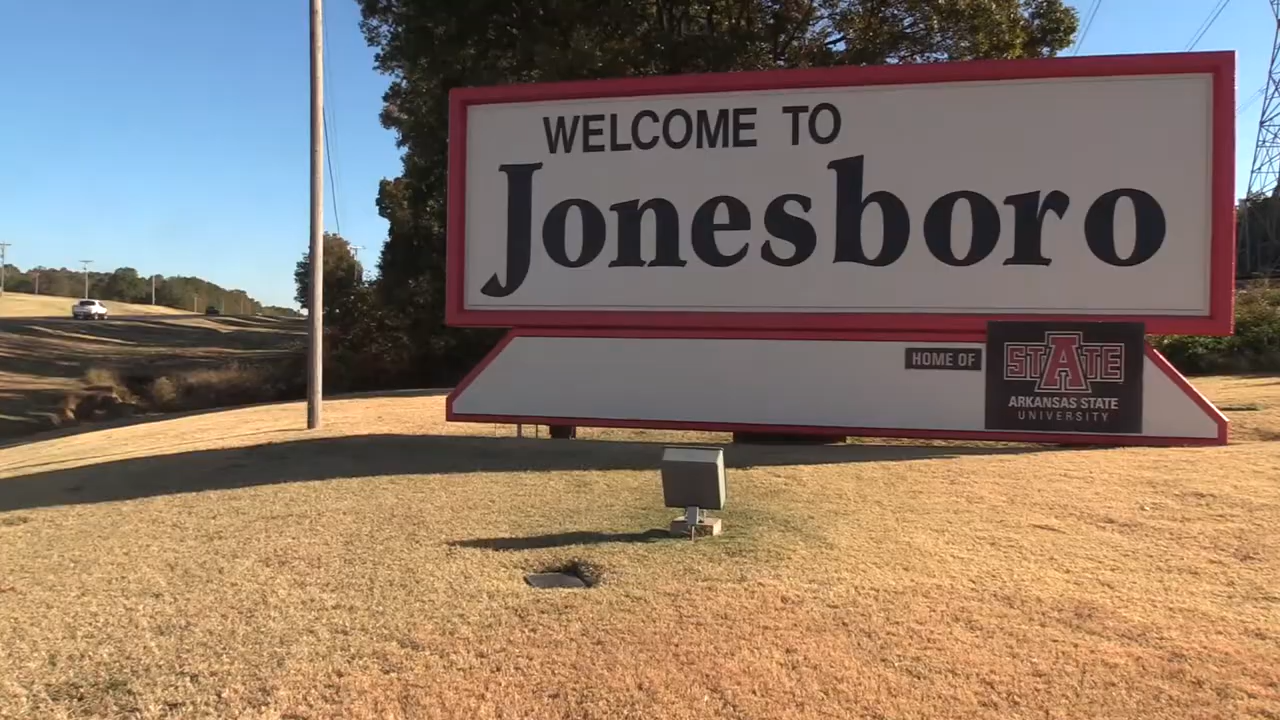 WELCOME TO
Jonesboro
HOME OF
STATE
ARKANSAS STATE
UNIVERSITY